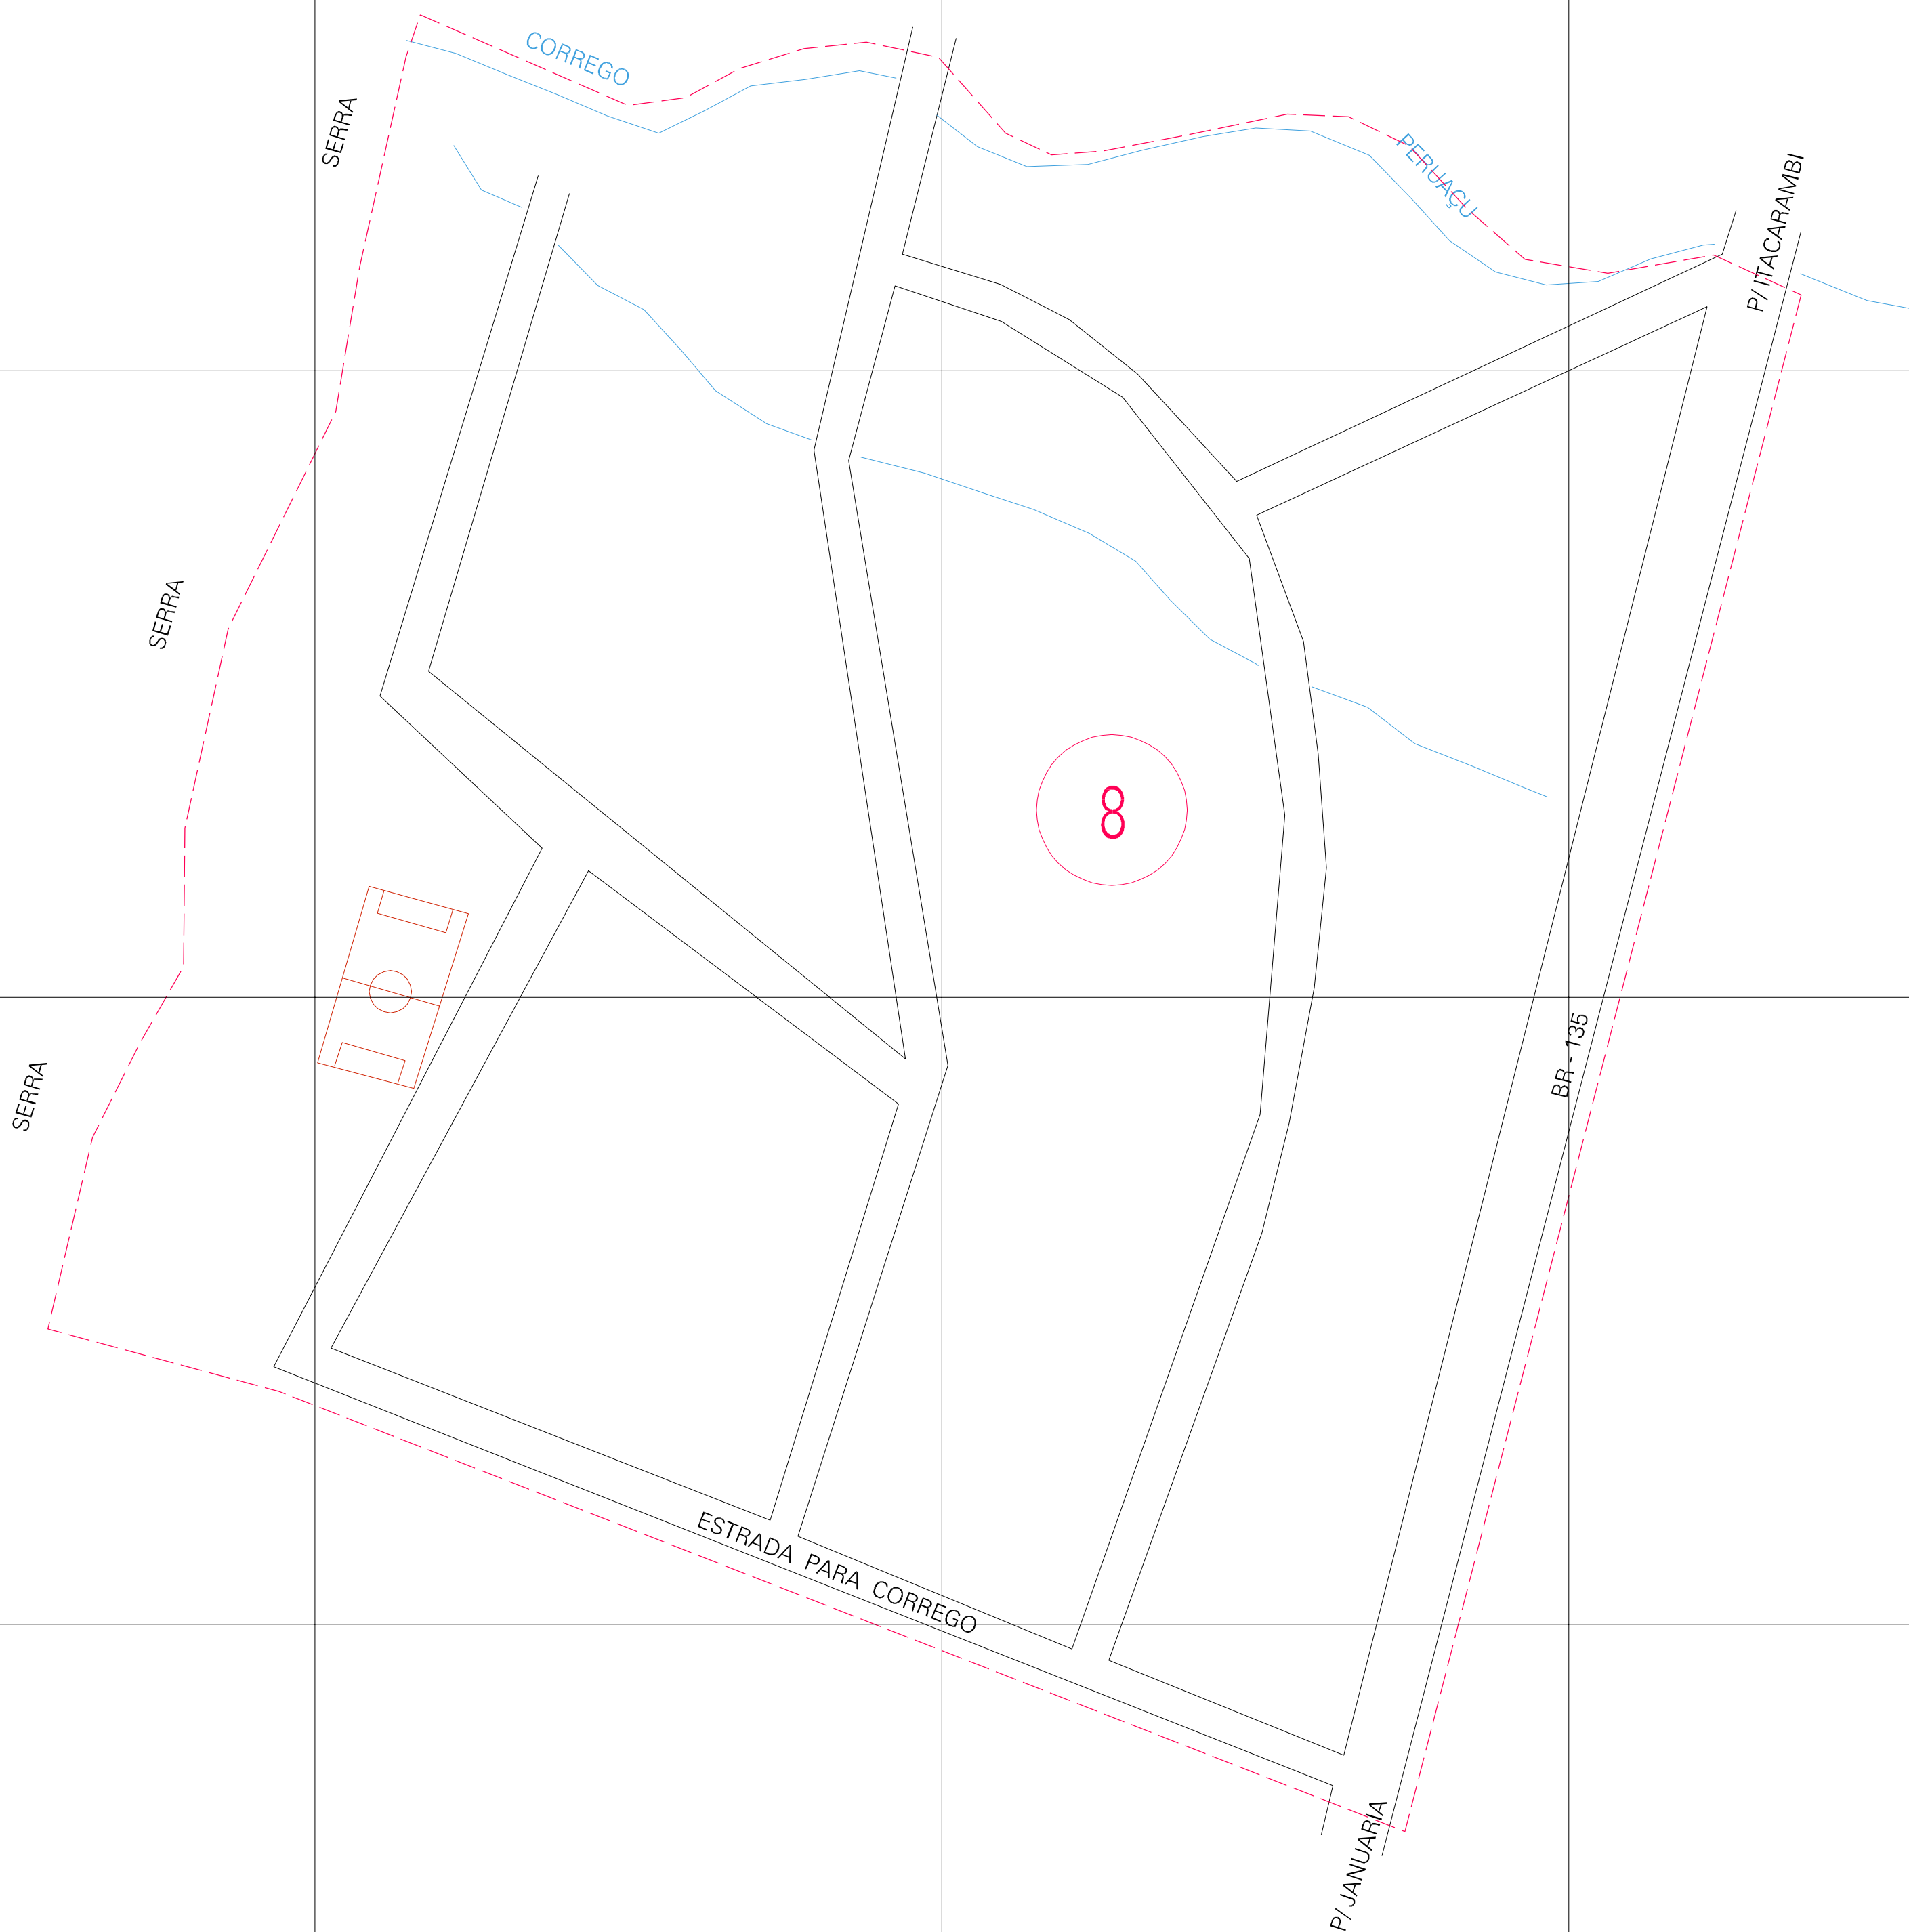 CORREGO
SERRA
PERUAÇU
P/ ITACARAMBI
SERRA
8
BR - 135
SERRA
ESTRADA PARA CORREGO
P/ JANUARIA